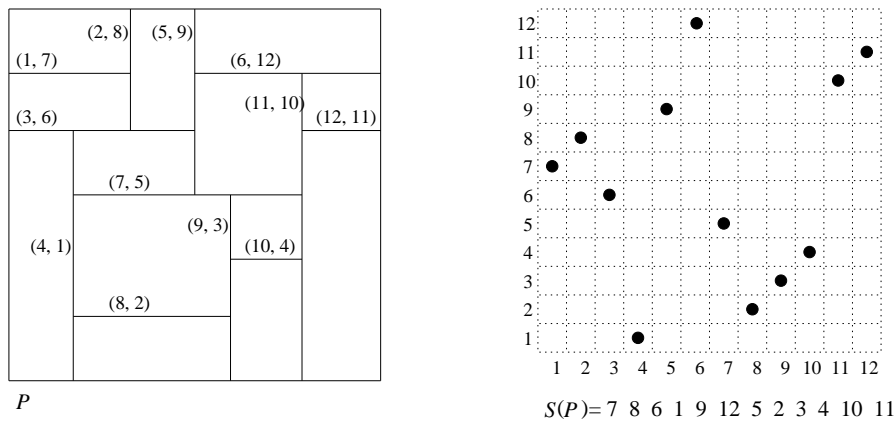 (2, 8) (5, 9)
(1, 7) (6, 12)
(11, 10)
(3, 6) (12, 11)
(7, 5)
(9, 3)
(4, 1) (10, 4)
(8, 2)
P
12
11
10
9
8
7
6
5
4
3
2
1
1 2 3 4 5 6 7 8 9 10 11 12
S(P)= 7 8 6 1 9 12 5 2 3 4 10 11